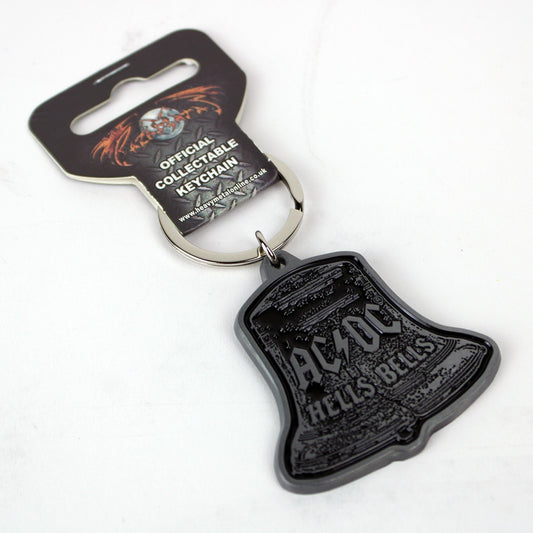 OFFICIAL
COLLECTABLE
KEYCHAIN
www.heavymetalonline.co.uk
AC⚡DC
HELLS BELLS